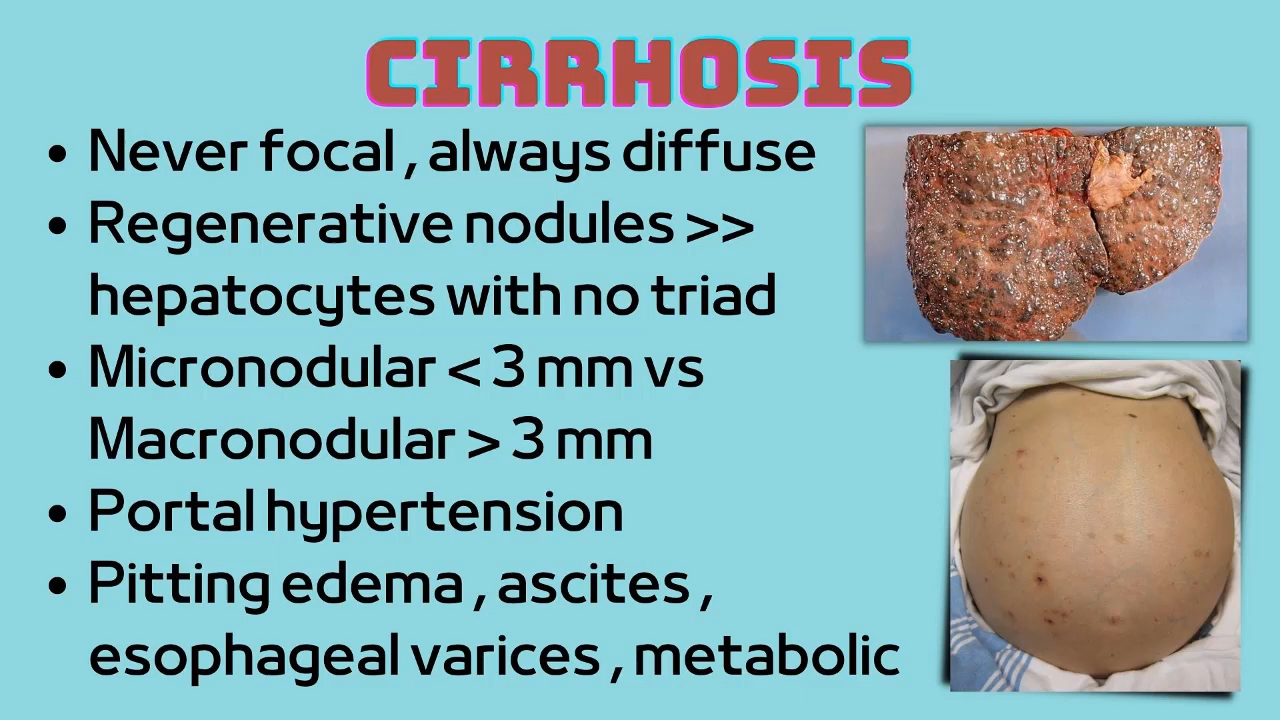 CIRRHOSIS
• Never focal , always diffuse
• Regenerative nodules >>
hepatocytes with no triad
• Micronodular < 3 mm vs
Macronodular > 3 mm
• Portal hypertension
• Pitting edema , ascites ,
esophageal varices , metabolic